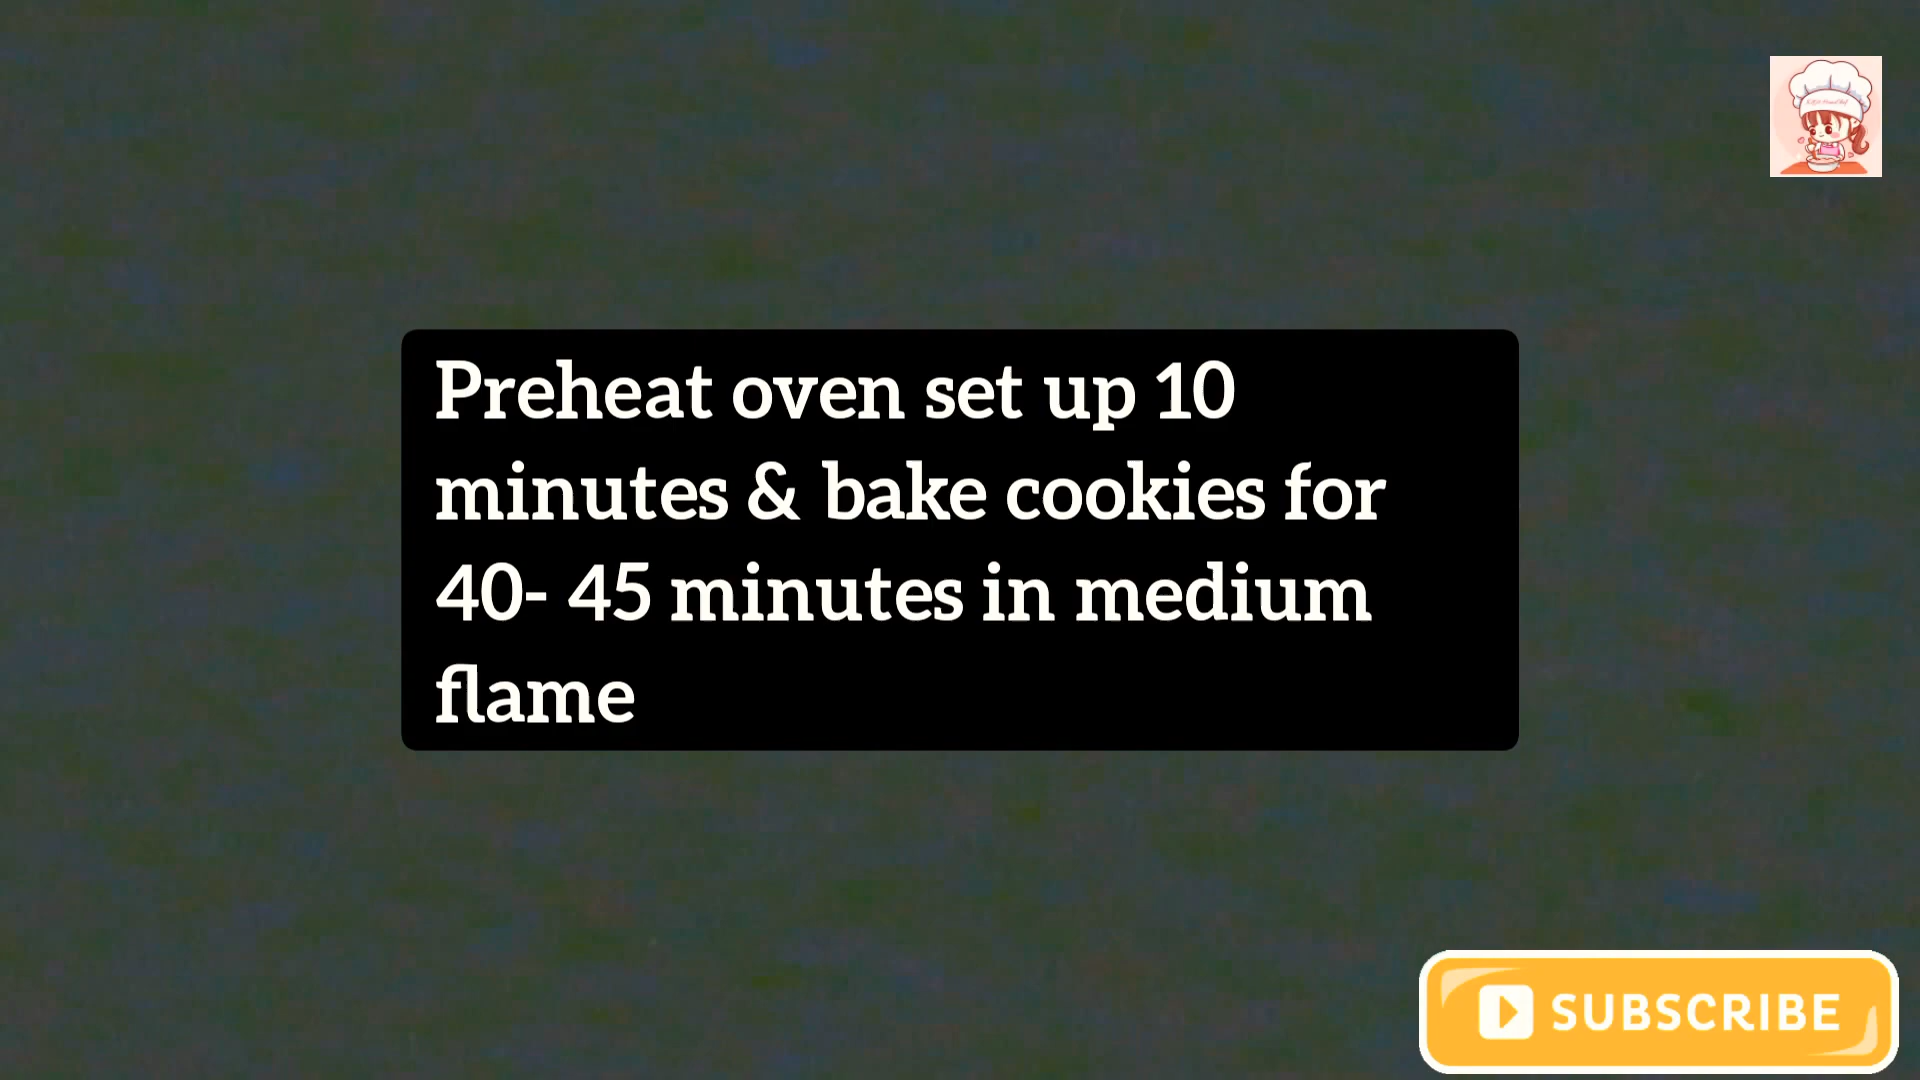 Preheat oven set up 10
minutes & bake cookies for
40- 45 minutes in medium
flame
SUBSCRIBE